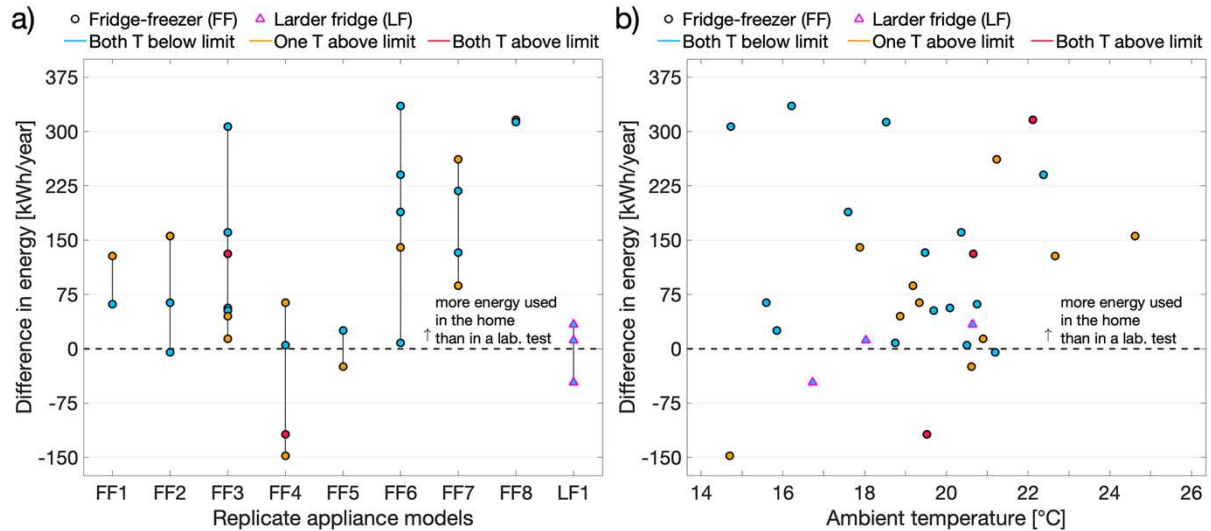 a)
Fridge-freezer (FF) Larder fridge (LF)
Both T below limit One T above limit Both T above limit
Difference in energy [kWh/year]
375
300
225
150
75
0
-75
-150
more energy used
in the home
↑ than in a lab. test
FF1 FF2 FF3 FF4 FF5 FF6 FF7 FF8 LF1
Replicate appliance models
b)
Fridge-freezer (FF) Larder fridge (LF)
Both T below limit One T above limit Both T above limit
Difference in energy [kWh/year]
375
300
225
150
75
0
-75
-150
more energy used
in the home
↑ than in a lab. test
14 16 18 20 22 24 26
Ambient temperature [°C]